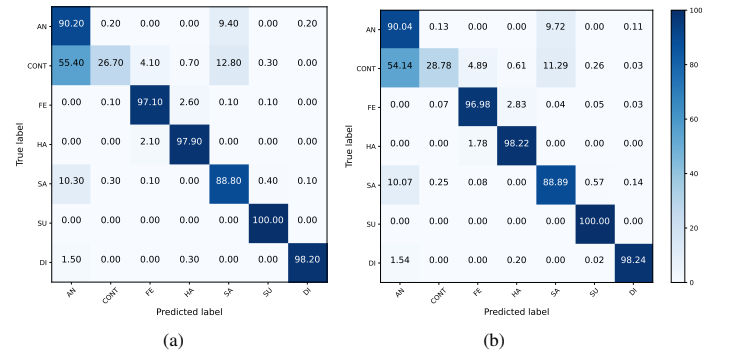 AN 90.20 0.20 0.00 0.00 9.40 0.00 0.20
CONT 55.40 26.70 4.10 0.70 12.80 0.30 0.00
FE 0.00 0.10 97.10 2.60 0.10 0.10 0.00
HA 0.00 0.00 2.10 97.90 0.00 0.00 0.00
SA 10.30 0.30 0.10 0.00 88.80 0.40 0.10
SU 0.00 0.00 0.00 0.00 0.00 100.00 0.00
DI 1.50 0.00 0.00 0.30 0.00 0.00 98.20
AN CONT FE HA SA SU DI
True label
Predicted label
(a)
AN 90.04 0.13 0.00 0.00 9.72 0.00 0.11
CONT 54.14 28.78 4.89 0.61 11.29 0.26 0.03
FE 0.00 0.07 96.98 2.83 0.04 0.05 0.03
HA 0.00 0.00 1.78 98.22 0.00 0.00 0.00
SA 10.07 0.25 0.08 0.00 88.89 0.57 0.14
SU 0.00 0.00 0.00 0.00 0.00 100.00 0.00
DI 1.54 0.00 0.00 0.20 0.00 0.02 98.24
AN CONT FE HA SA SU DI
True label
Predicted label
(b)
100
80
60
40
20
0